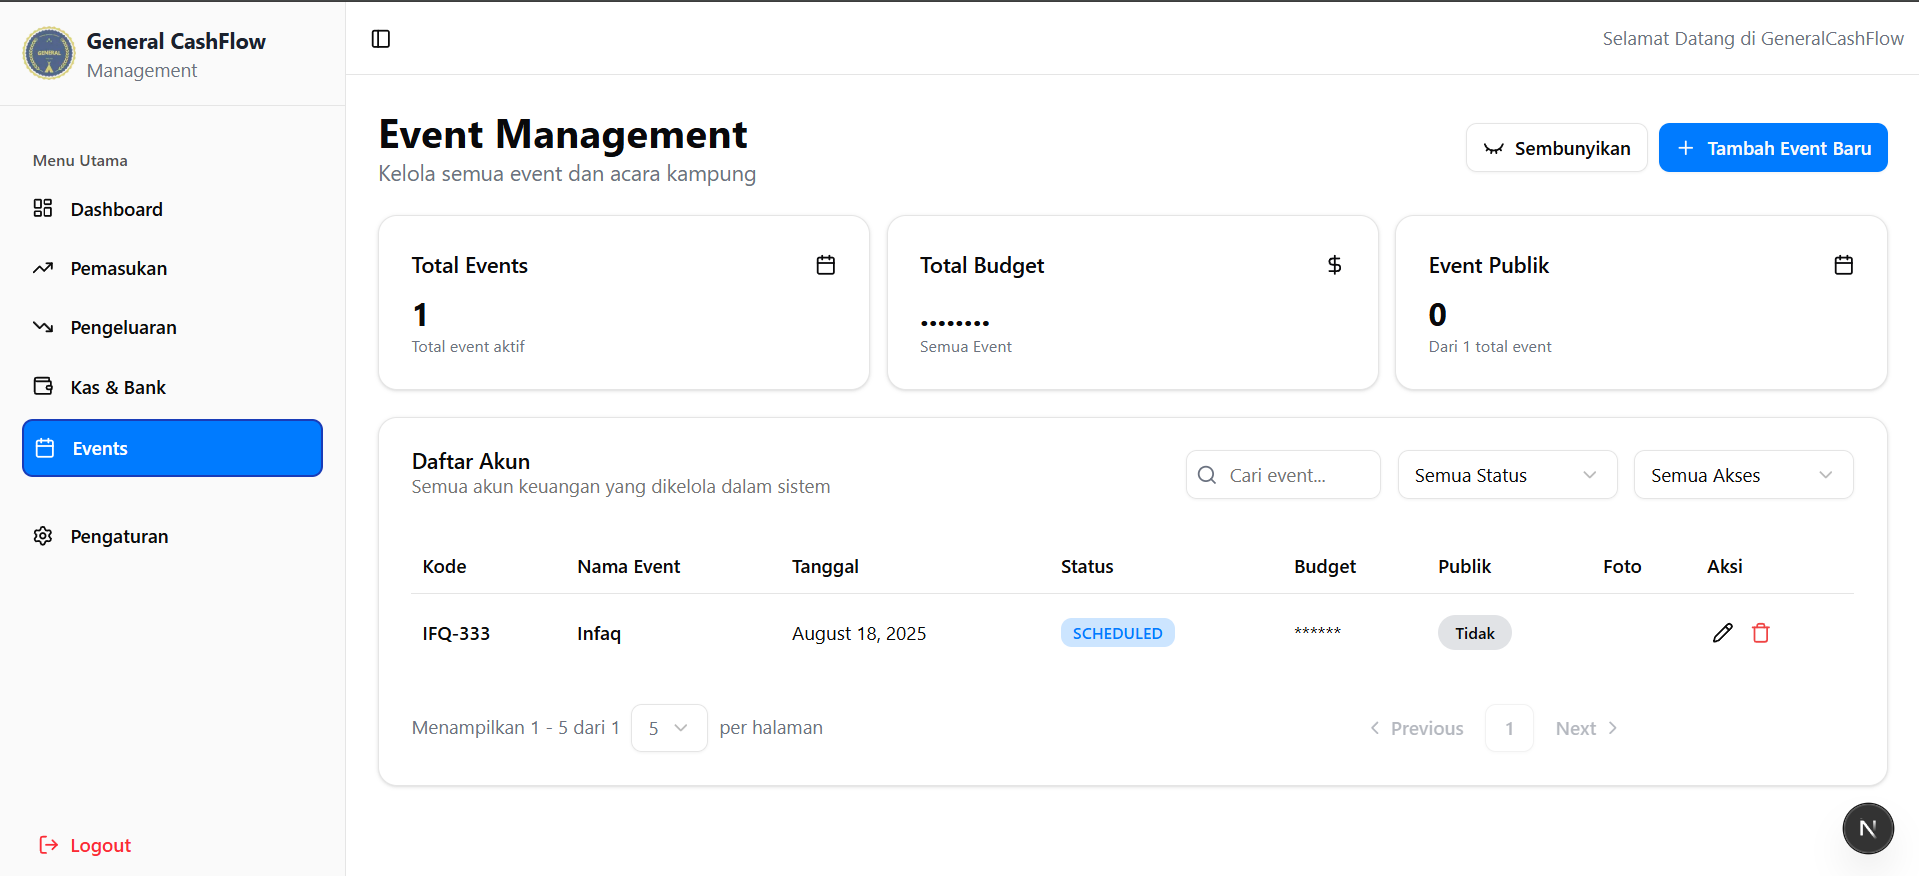 GENERAL
General CashFlow
Management
Selamat Datang di GeneralCashFlow
Menu Utama
Dashboard
Pemasukan
Pengeluaran
Kas & Bank
Events
Pengaturan
Logout
Event Management
Kelola semua event dan acara kampung
Sembunyikan
+ Tambah Event Baru
Total Events
1
Total event aktif
Total Budget
$
........
Semua Event
Event Publik
0
Dari 1 total event
Daftar Akun
Semua akun keuangan yang dikelola dalam sistem
Cari event...
Semua Status
Semua Akses
Kode Nama Event Tanggal Status Budget Publik Foto Aksi
IFQ-333 Infaq August 18, 2025 SCHEDULED ****** Tidak
Menampilkan 1 - 5 dari 1 5 per halaman
Previous 1 Next
N